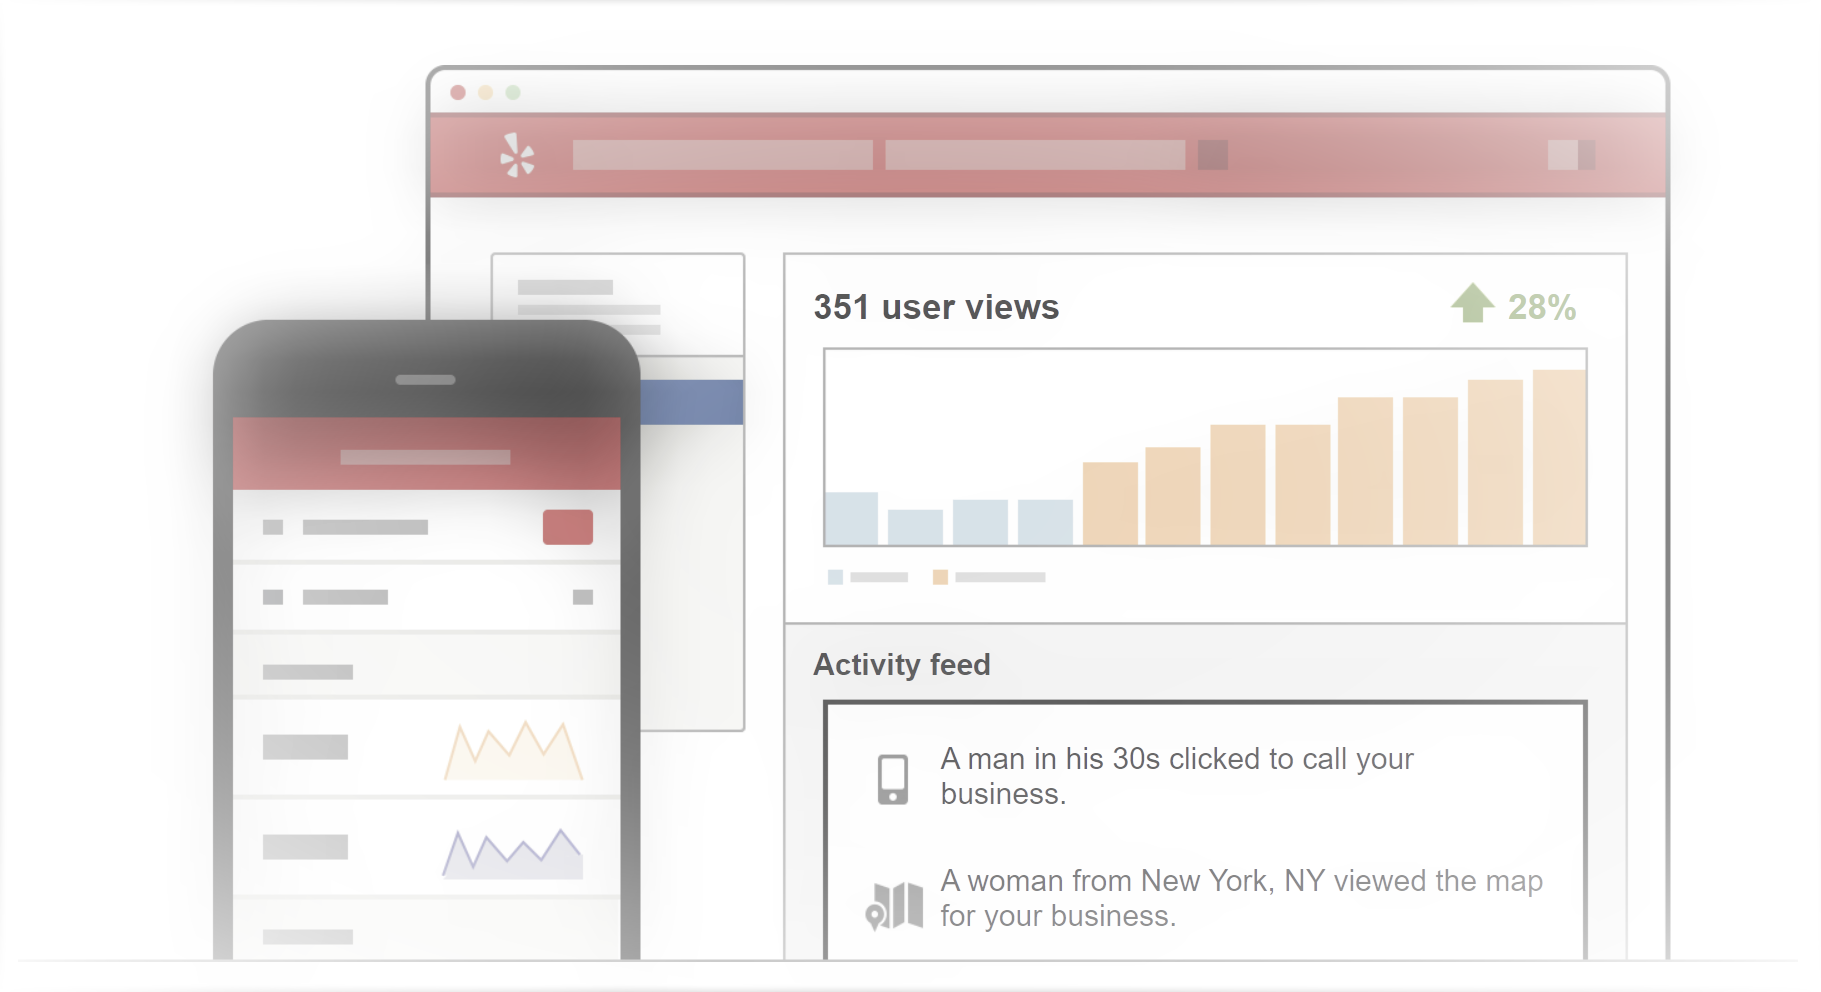 351 user views
28%
Activity feed
A man in his 30s clicked to call your
business.
A woman from New York, NY viewed the map
for your business.